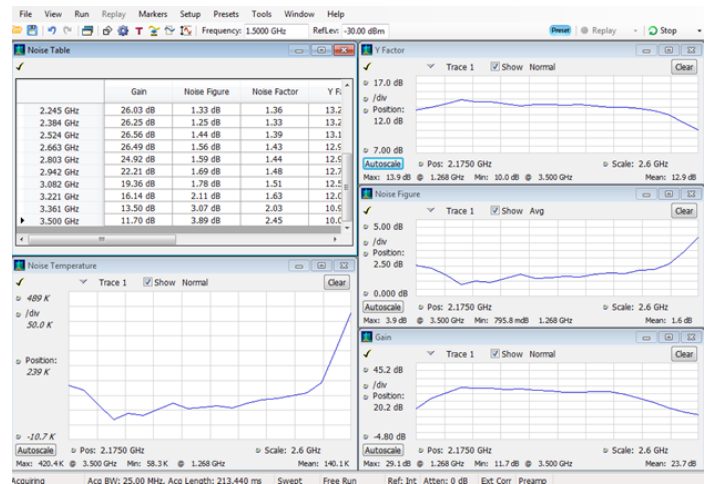 File View Run Replay Markers Setup Presets Tools Window Help
Frequency: 1.5000 GHz RefLev: -30.00 dBm Preset Replay Stop
Noise Table
Gain Noise Figure Noise Factor Y Fa
2.245 GHz 26.03 dB 1.33 dB 1.36 13.2
2.384 GHz 26.25 dB 1.25 dB 1.33 13.2
2.524 GHz 26.56 dB 1.44 dB 1.39 13.1
2.663 GHz 26.49 dB 1.56 dB 1.43 12.9
2.803 GHz 24.92 dB 1.59 dB 1.44 12.9
2.942 GHz 22.21 dB 1.69 dB 1.48 12.7
3.082 GHz 19.36 dB 1.78 dB 1.51 12.5
3.221 GHz 16.14 dB 2.11 dB 1.63 12.0
3.361 GHz 13.50 dB 3.07 dB 2.03 10.9
3.500 GHz 11.70 dB 3.89 dB 2.45 10.0
Y Factor
Trace 1 Show Normal Clear
17.0 dB
/div
Position:
12.0 dB
7.00 dB
Autoscale Pos: 2.1750 GHz Scale: 2.6 GHz
Max: 13.9 dB @ 1.268 GHz Min: 10.0 dB @ 3.500 GHz Mean: 12.9 dB
Noise Figure
Trace 1 Show Avg Clear
5.00 dB
/div
Position:
2.50 dB
0.000 dB
Autoscale Pos: 2.1750 GHz Scale: 2.6 GHz
Max: 3.9 dB @ 3.500 GHz Min: 795.8 mdB 1.268 GHz Mean: 1.6 dB
Noise Temperature
Trace 1 Show Normal Clear
489 K
/div
50.0 K
Position:
239 K
-10.7 K
Autoscale Pos: 2.1750 GHz Scale: 2.6 GHz
Max: 420.4 K @ 3.500 GHz Min: 58.3 K @ 1.268 GHz Mean: 140.1 K
Gain
Trace 1 Show Normal Clear
45.2 dB
/div
Position:
20.2 dB
-4.80 dB
Autoscale Pos: 2.1750 GHz Scale: 2.6 GHz
Max: 29.1 dB @ 1.268 GHz Min: 11.7 dB @ 3.500 GHz Mean: 23.7 dB
Acquiring Acq BW: 25.00 MHz, Acq Length: 213.440 ms Swept Free Run Ref: Int Atten: 0 dB Ext Corr Preamp